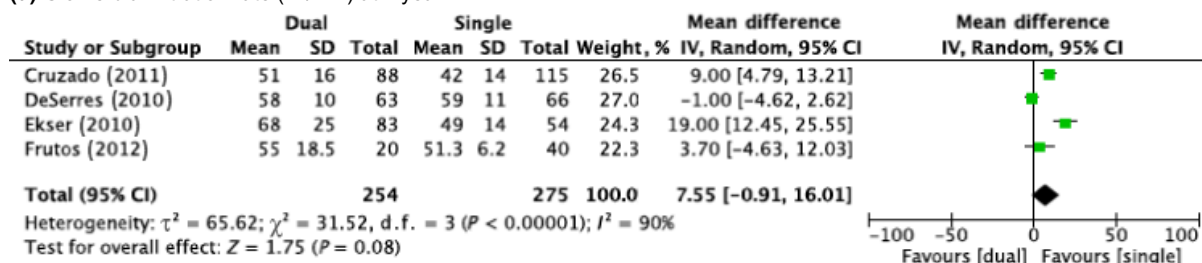 Dual Single Mean difference Mean difference
Study or Subgroup Mean SD Total Mean SD Total Weight, % IV, Random, 95% CI IV, Random, 95% CI
Cruzado (2011) 51 16 88 42 14 115 26.5 9.00 [4.79, 13.21]
DeSerres (2010) 58 10 63 59 11 66 27.0 −1.00 [−4.62, 2.62]
Ekser (2010) 68 25 83 49 14 54 24.3 19.00 [12.45, 25.55]
Frutos (2012) 55 18.5 20 51.3 6.2 40 22.3 3.70 [−4.63, 12.03]
Total (95% CI) 254 275 100.0 7.55 [−0.91, 16.01]
Heterogeneity: τ² = 65.62; χ² = 31.52, d.f. = 3 (P < 0.00001); I² = 90%
Test for overall effect: Z = 1.75 (P = 0.08)
−100 −50 0 50 100
Favours [dual] Favours [single]